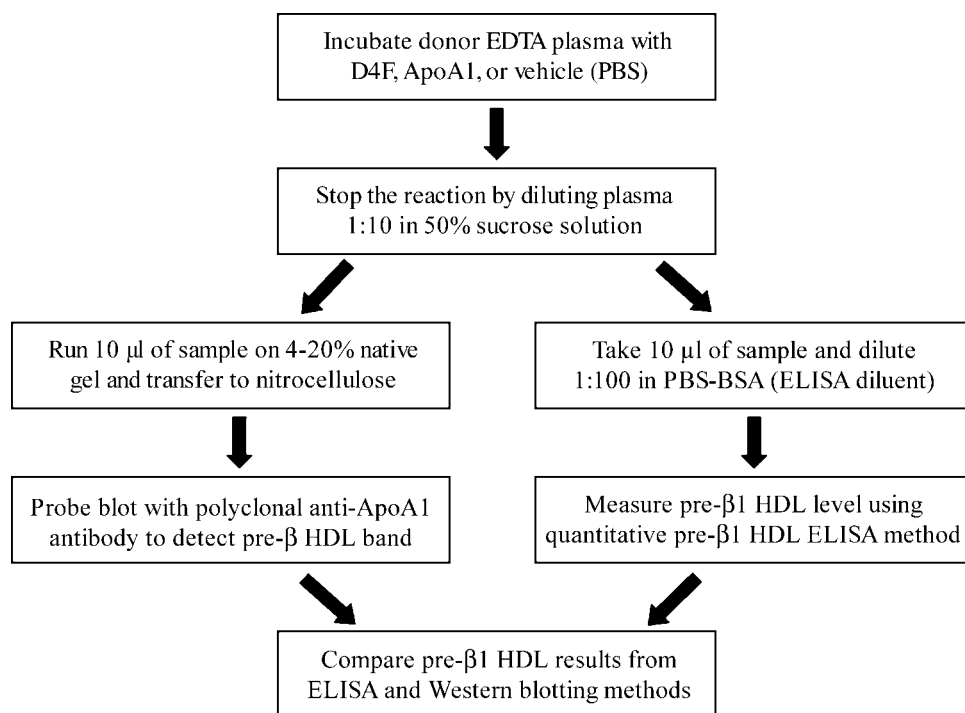 Incubate donor EDTA plasma with
D4F, ApoA1, or vehicle (PBS)
Stop the reaction by diluting plasma
1:10 in 50% sucrose solution
Run 10 µl of sample on 4-20% native
gel and transfer to nitrocellulose
Take 10 µl of sample and dilute
1:100 in PBS-BSA (ELISA diluent)
Probe blot with polyclonal anti-ApoA1
antibody to detect pre-β HDL band
Measure pre-β1 HDL level using
quantitative pre-β1 HDL ELISA method
Compare pre-β1 HDL results from
ELISA and Western blotting methods